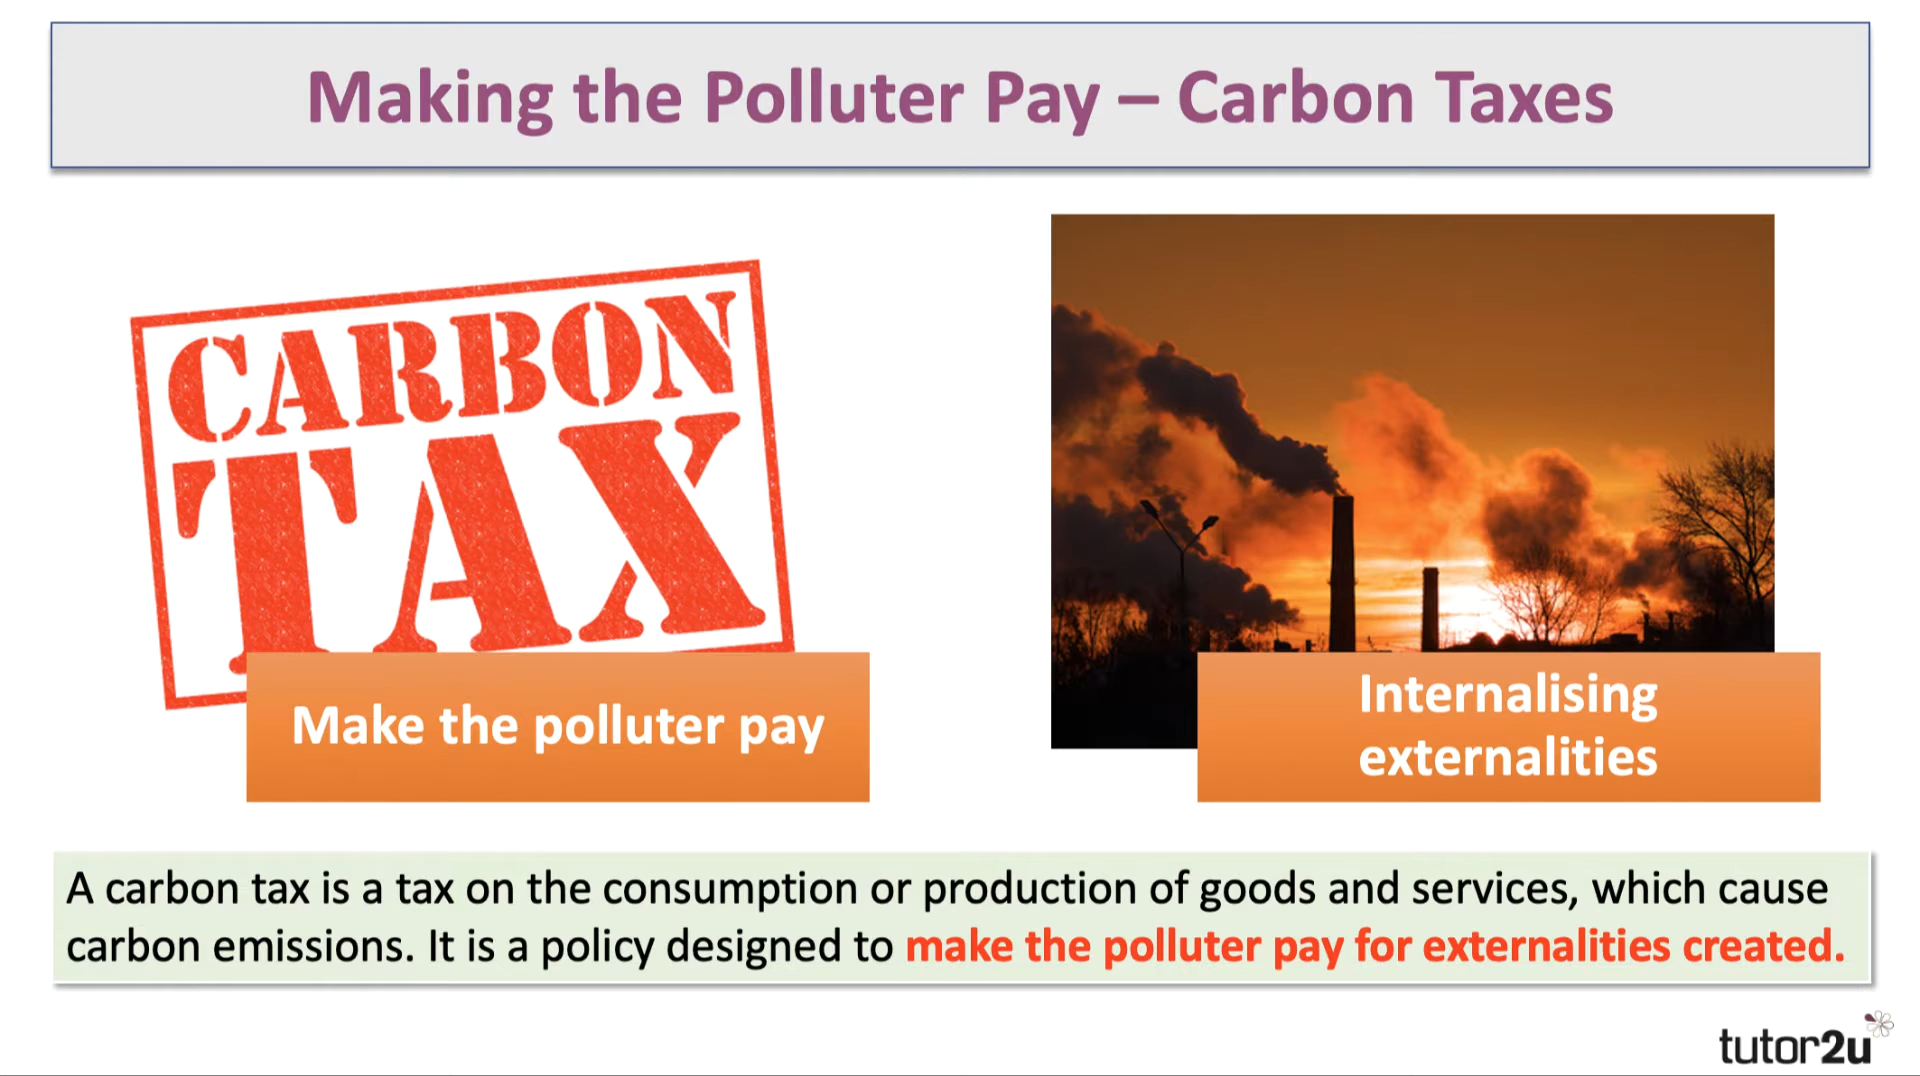 Making the Polluter Pay – Carbon Taxes
CARBON
TAX
Make the polluter pay
Internalising
externalities
A carbon tax is a tax on the consumption or production of goods and services, which cause
carbon emissions. It is a policy designed to make the polluter pay for externalities created.
tutor2u